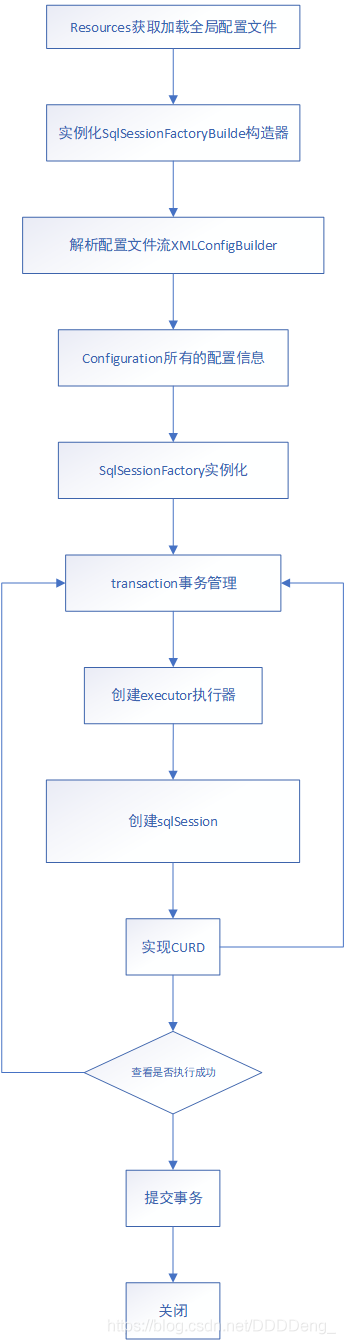 Resources获取加载全局配置文件
实例化SqlSessionFactoryBuilde构造器
解析配置文件流XMLConfigBuilder
Configuration所有的配置信息
SqlSessionFactory实例化
transaction事务管理
创建executor执行器
创建sqlSession
实现CURD
查看是否执行成功
提交事务
关闭
https://blog.csdn.net/DDDDeng_